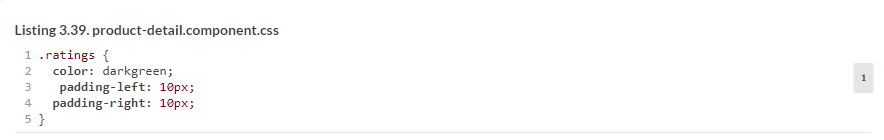 Listing 3.39. product-detail.component.css
1 .ratings {
2   color: darkgreen;
3    padding-left: 10px;
4   padding-right: 10px;
5 }
1